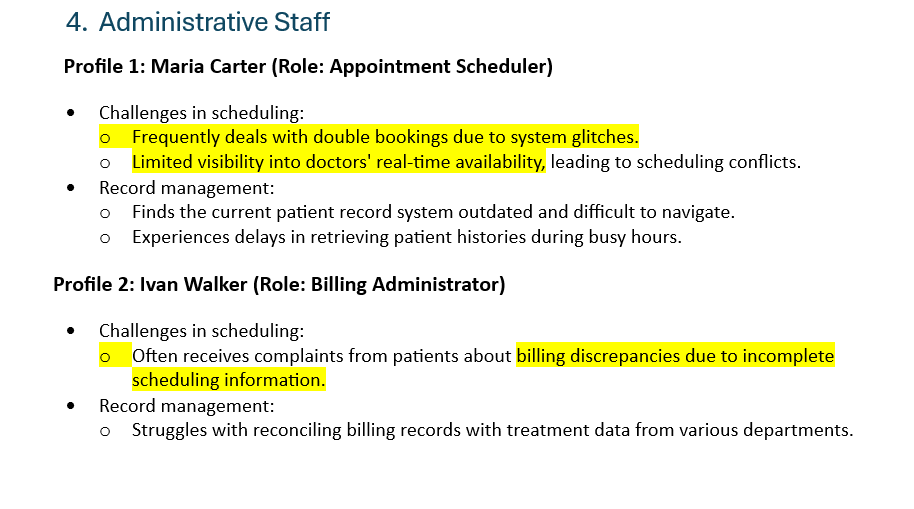 4. Administrative Staff
Profile 1: Maria Carter (Role: Appointment Scheduler)
• Challenges in scheduling:
o Frequently deals with double bookings due to system glitches.
o Limited visibility into doctors' real-time availability, leading to scheduling conflicts.
• Record management:
o Finds the current patient record system outdated and difficult to navigate.
o Experiences delays in retrieving patient histories during busy hours.
Profile 2: Ivan Walker (Role: Billing Administrator)
• Challenges in scheduling:
o Often receives complaints from patients about billing discrepancies due to incomplete
scheduling information.
• Record management:
o Struggles with reconciling billing records with treatment data from various departments.